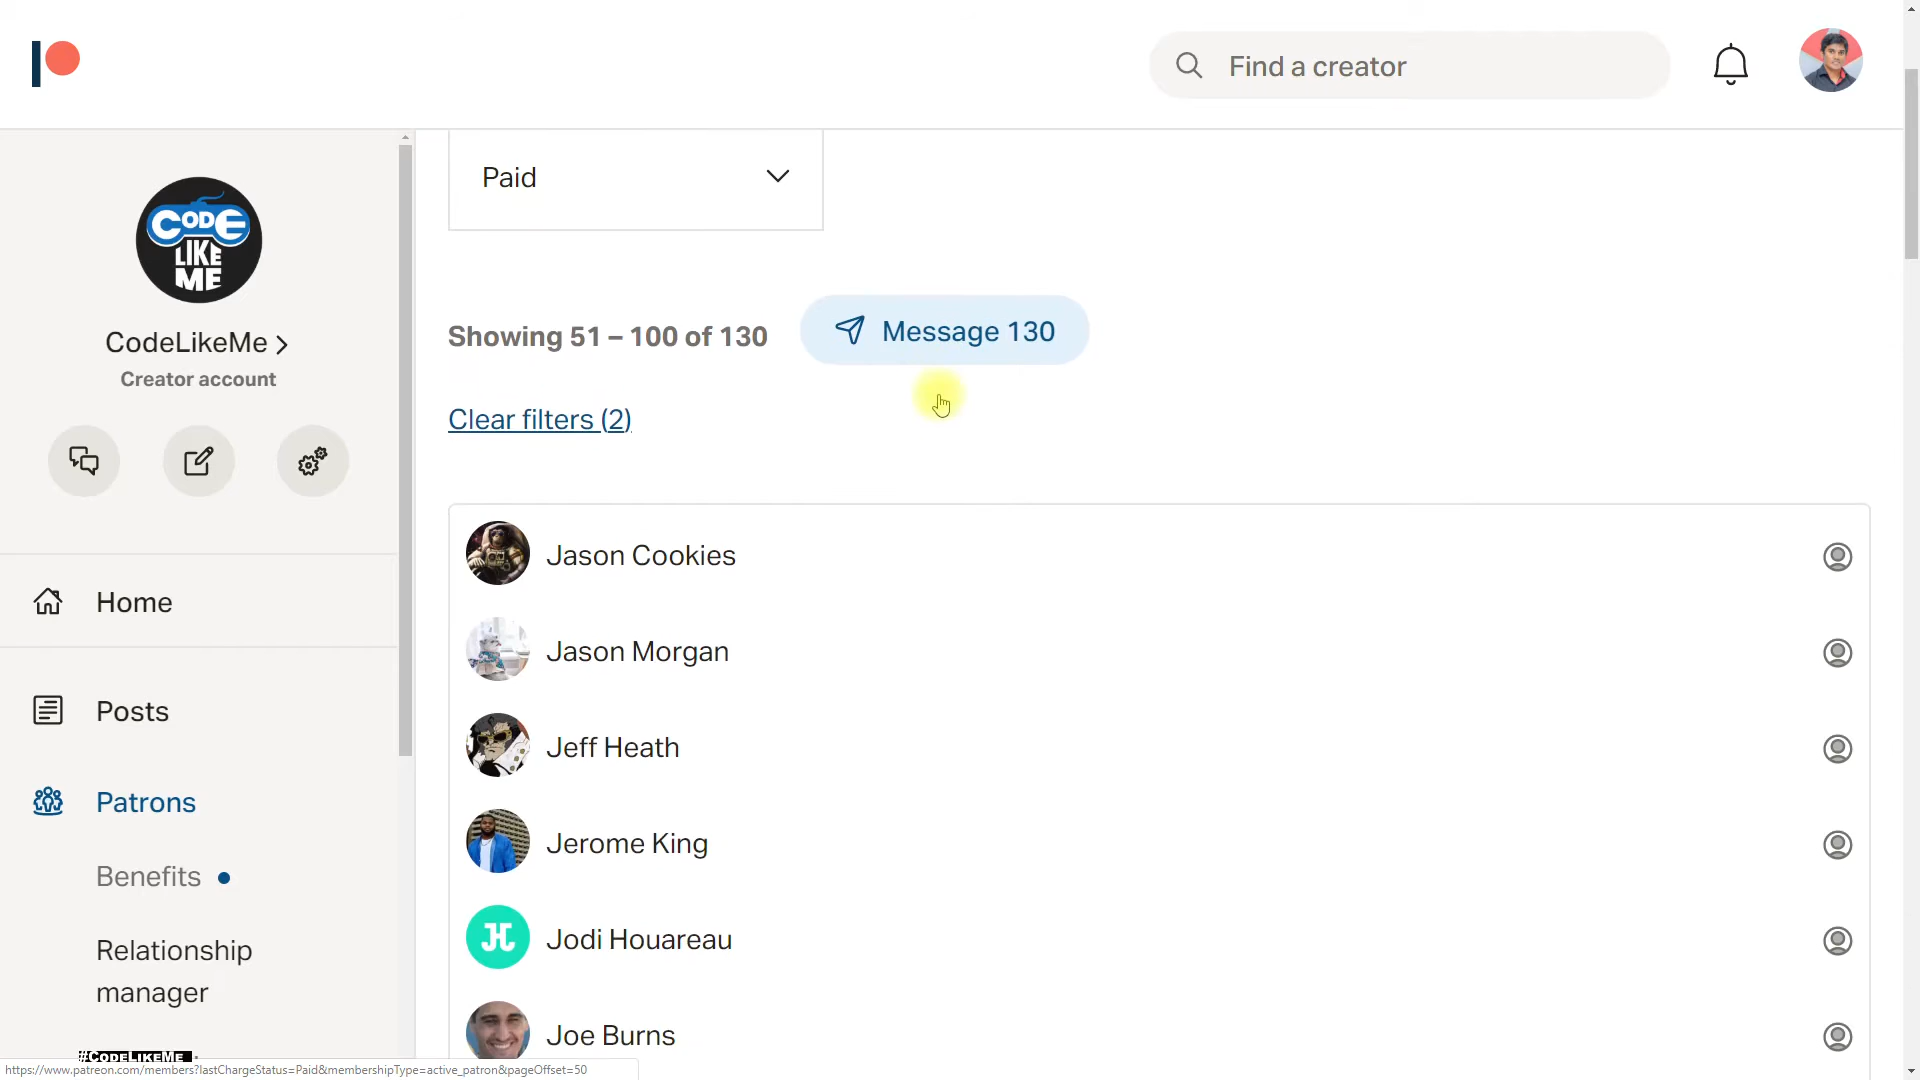 Find a creator
CODE
LIKE
ME
CodeLikeMe
Creator account
Home
Posts
Patrons
Benefits
Relationship
manager
Paid
Showing 51 – 100 of 130
Message 130
Clear filters (2)
Jason Cookies
Jason Morgan
Jeff Heath
Jerome King
JH
Jodi Houareau
Joe Burns
#CODELIKEME
https://www.patreon.com/members?lastChargeStatus=Paid&membershipType=active_patron&pageOffset=50